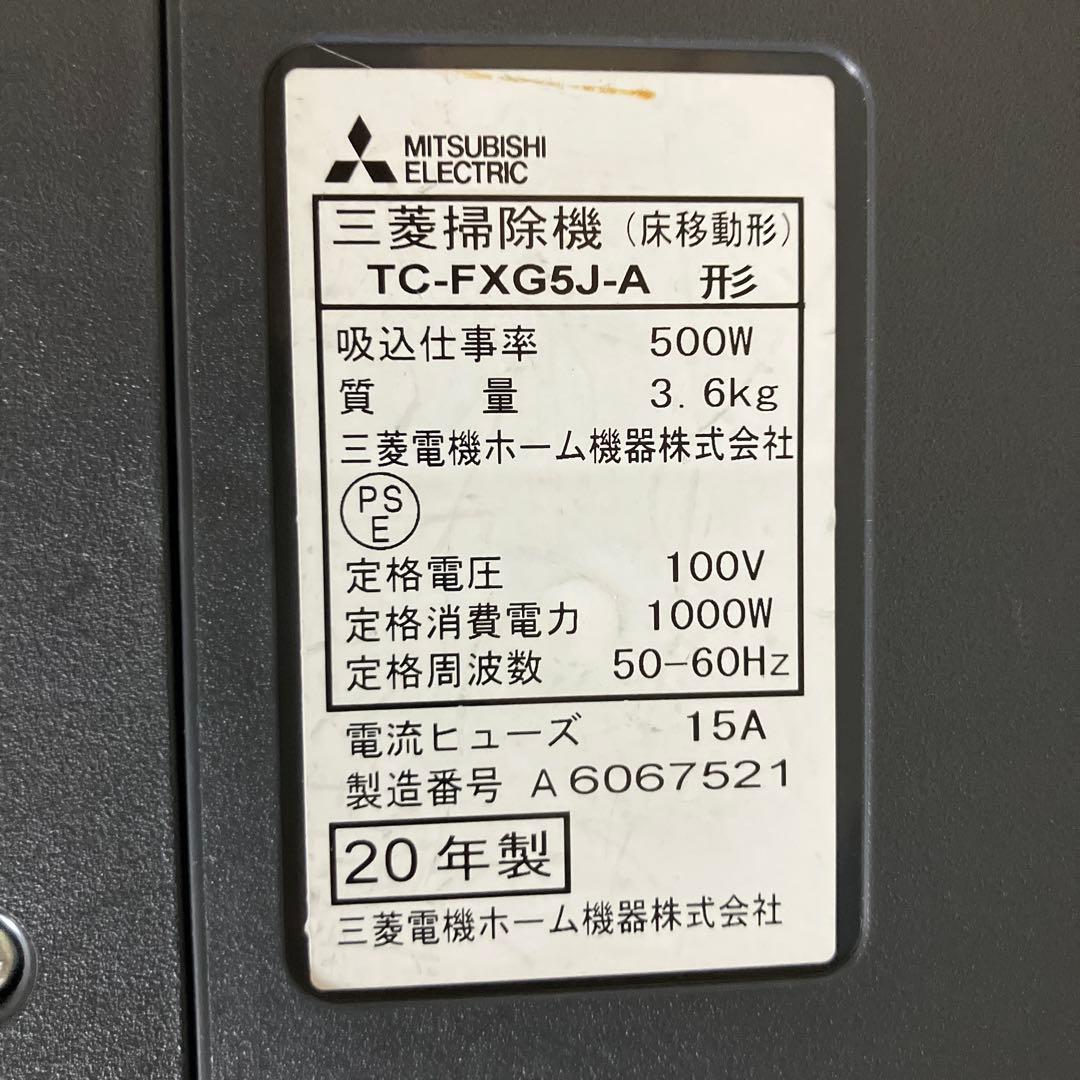 MITSUBISHI
ELECTRIC
三菱掃除機(床移動形)
TC-FXG5J-A 形
吸込仕事率 500W
質量 3.6kg
三菱電機ホーム機器株式会社
PS
E
定格電圧 100V
定格消費電力 1000W
定格周波数 50-60Hz
電流ヒューズ 15A
製造番号 A6067521
20年製
三菱電機ホーム機器株式会社